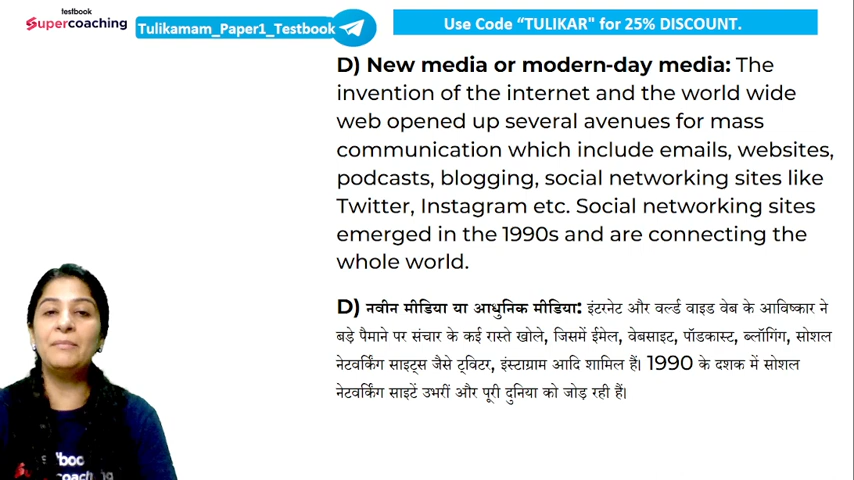 testbook
Supercoaching
Tulikamam_Paper1_Testbook
Use Code “TULIKAR" for 25% DISCOUNT.
D) New media or modern-day media: The
invention of the internet and the world wide
web opened up several avenues for mass
communication which include emails, websites,
podcasts, blogging, social networking sites like
Twitter, Instagram etc. Social networking sites
emerged in the 1990s and are connecting the
whole world.
D) नवीन मीडिया या आधुनिक मीडिया: इंटरनेट और वर्ल्ड वाइड वेब के आविष्कार ने
बड़े पैमाने पर संचार के कई रास्ते खोले, जिसमें ईमेल, वेबसाइट, पॉडकास्ट, ब्लॉगिंग, सोशल
नेटवर्किंग साइट्स जैसे ट्विटर, इंस्टाग्राम आदि शामिल हैं। 1990 के दशक में सोशल
नेटवर्किंग साइटें उभरीं और पूरी दुनिया को जोड़ रही हैं।